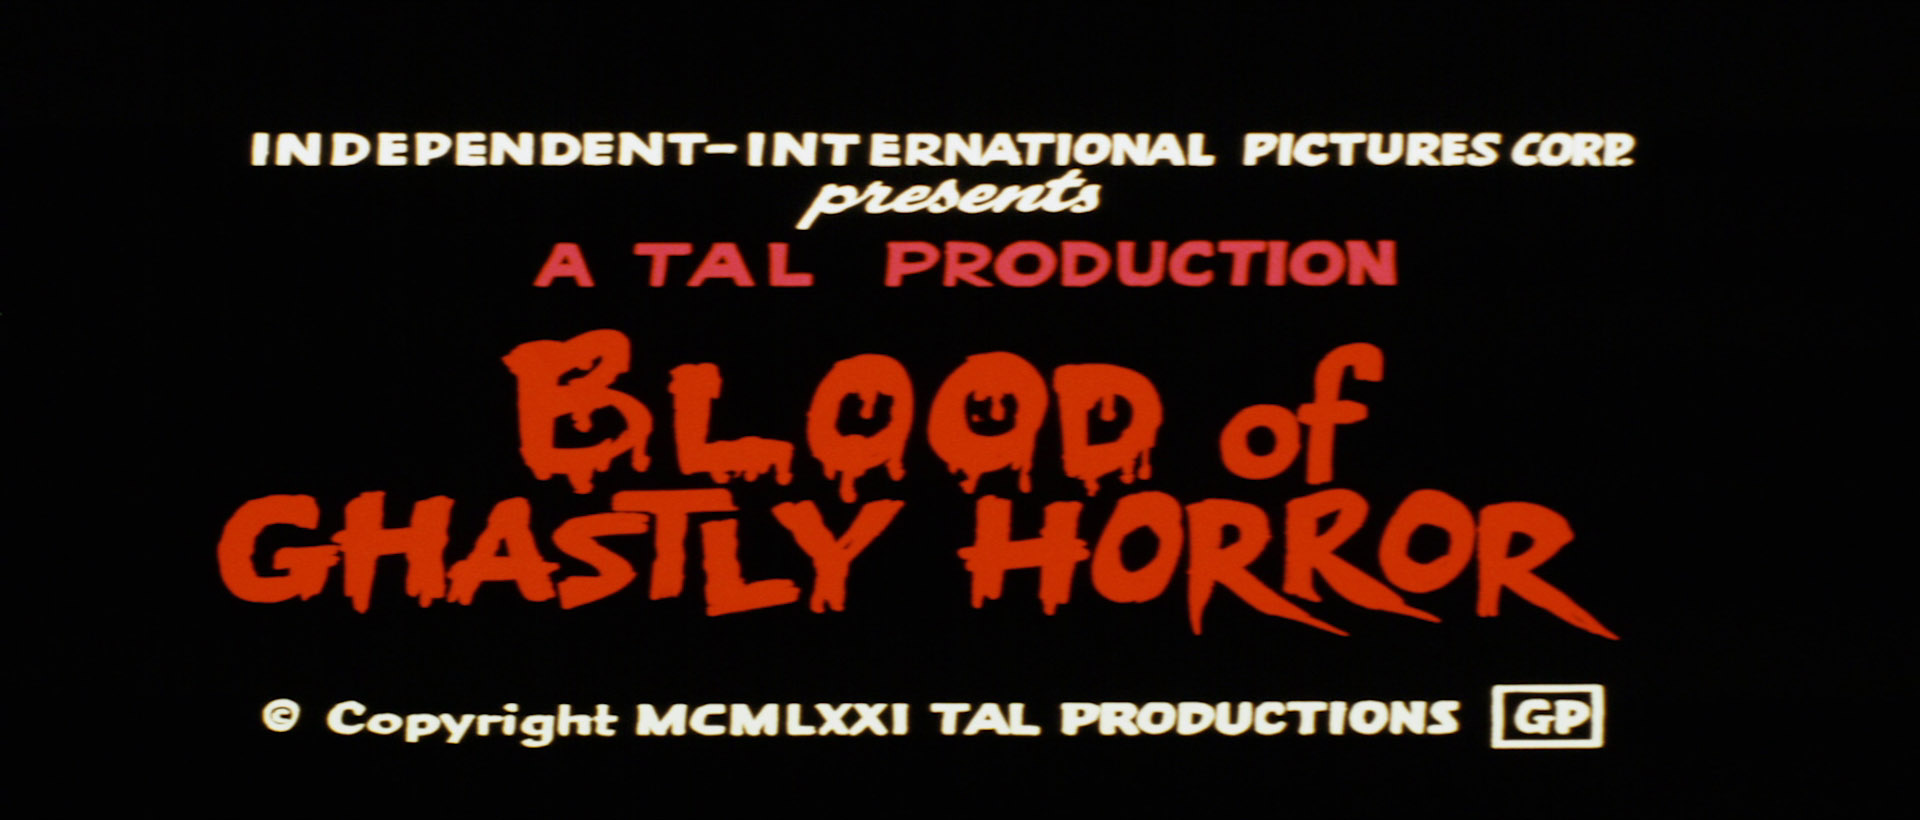 INDEPENDENT-INTERNATIONAL PICTURES CORP.
presents
A TAL PRODUCTION
BLOOD of
GHASTLY HORROR
© Copyright MCMLXXI TAL PRODUCTIONS GP